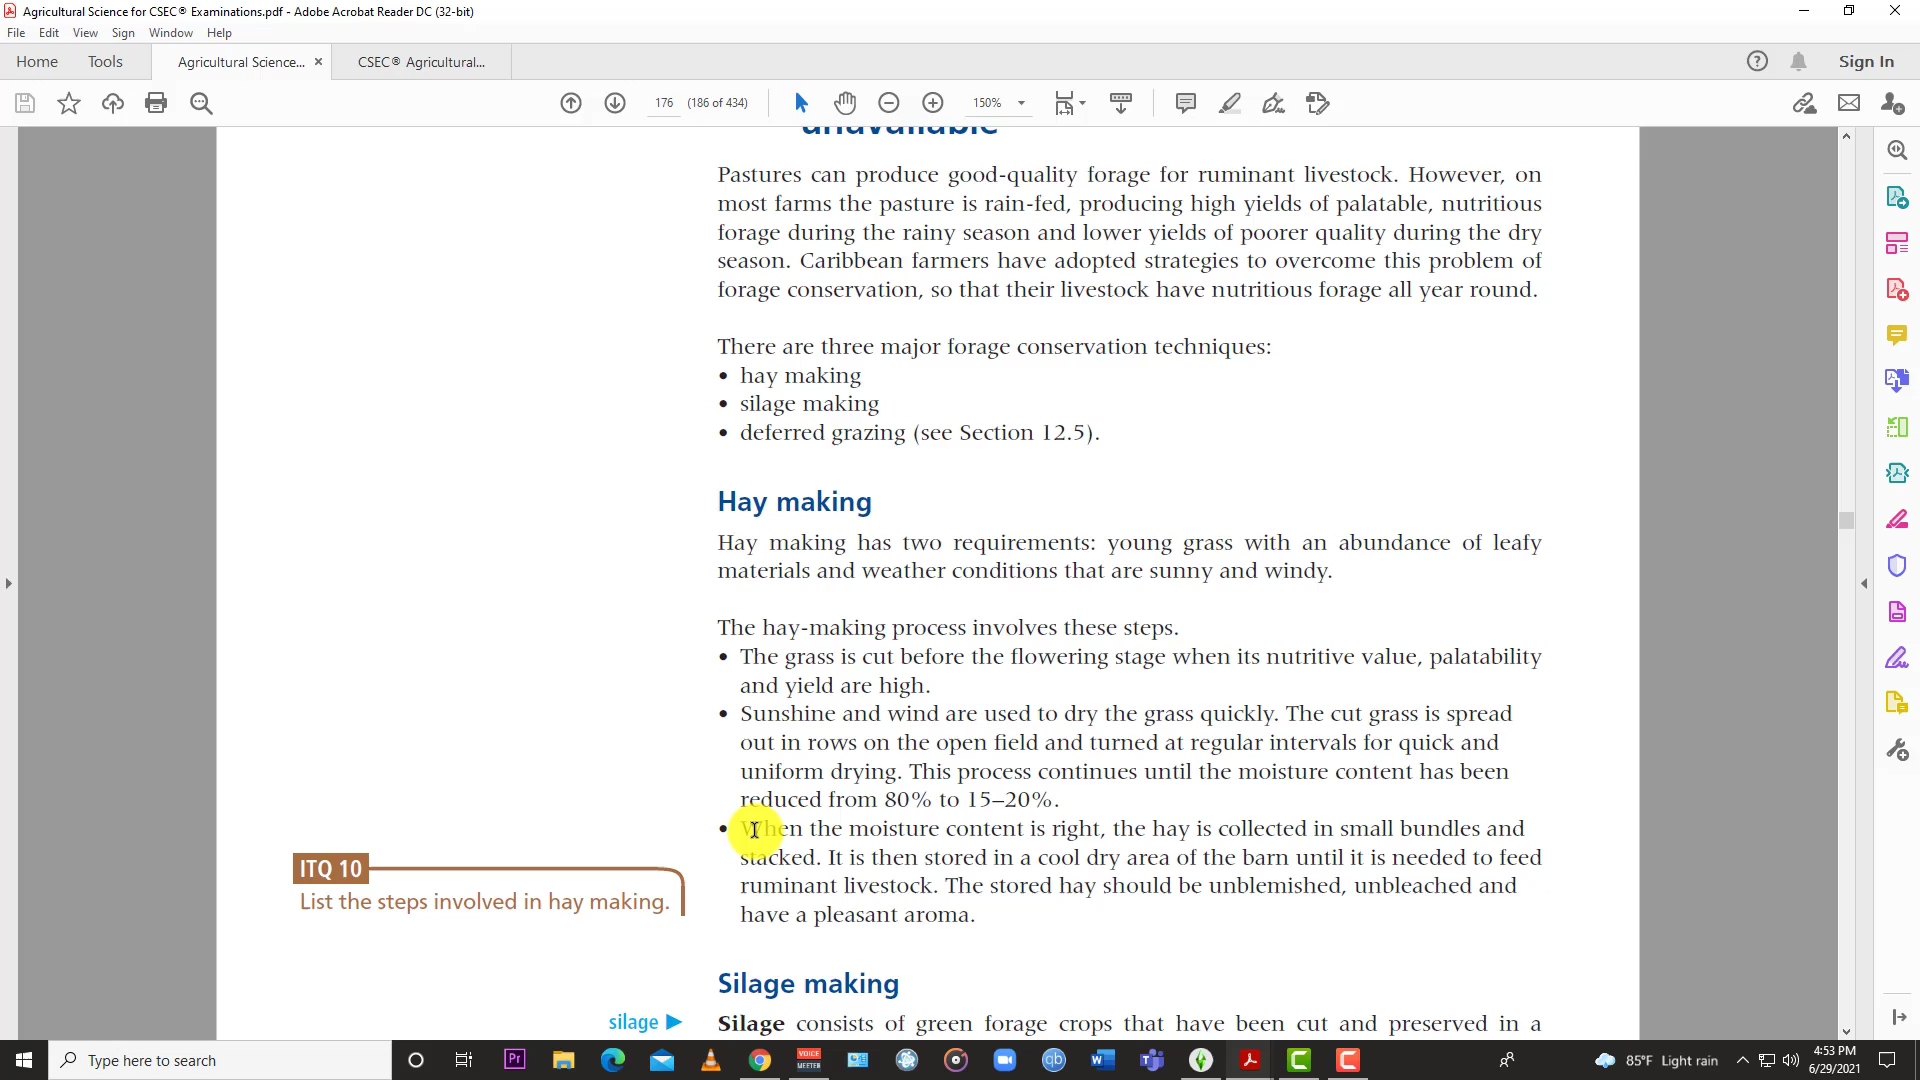 Agricultural Science for CSEC® Examinations.pdf - Adobe Acrobat Reader DC (32-bit)
File Edit View Sign Window Help
Home Tools Agricultural Science... × CSEC® Agricultural... Sign In
176 (186 of 434) 150%
unavailable
Pastures can produce good-quality forage for ruminant livestock. However, on
most farms the pasture is rain-fed, producing high yields of palatable, nutritious
forage during the rainy season and lower yields of poorer quality during the dry
season. Caribbean farmers have adopted strategies to overcome this problem of
forage conservation, so that their livestock have nutritious forage all year round.
There are three major forage conservation techniques:
• hay making
• silage making
• deferred grazing (see Section 12.5).
Hay making
Hay making has two requirements: young grass with an abundance of leafy
materials and weather conditions that are sunny and windy.
The hay-making process involves these steps.
• The grass is cut before the flowering stage when its nutritive value, palatability
and yield are high.
• Sunshine and wind are used to dry the grass quickly. The cut grass is spread
out in rows on the open field and turned at regular intervals for quick and
uniform drying. This process continues until the moisture content has been
reduced from 80% to 15–20%.
• When the moisture content is right, the hay is collected in small bundles and
stacked. It is then stored in a cool dry area of the barn until it is needed to feed
ruminant livestock. The stored hay should be unblemished, unbleached and
have a pleasant aroma.
ITQ 10
List the steps involved in hay making.
Silage making
silage ►
Silage consists of green forage crops that have been cut and preserved in a
Type here to search
Pr
VOICE
MEETER
qb
85°F Light rain
4:53 PM
6/29/2021